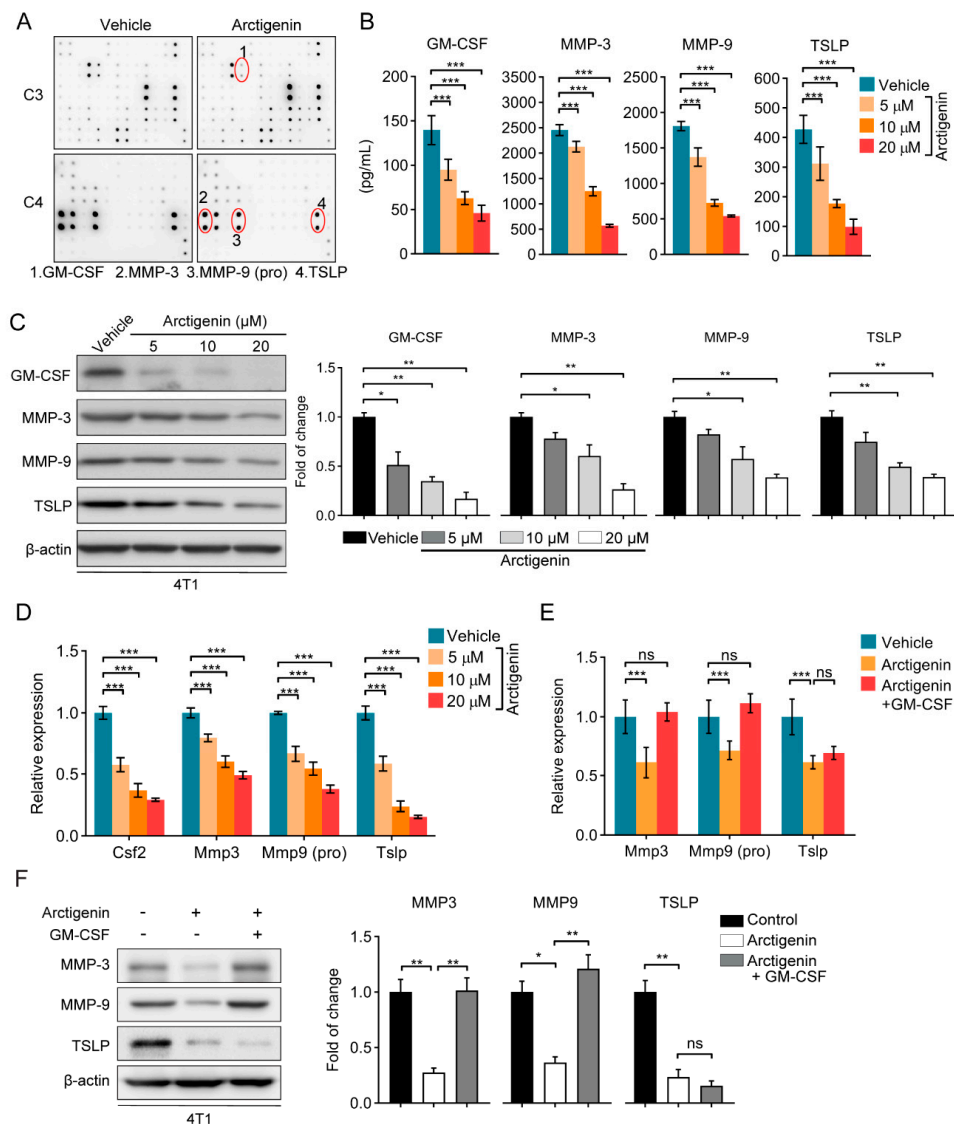 A
Vehicle Arctigenin
1
C3
C4
2
3
4
1.GM-CSF 2.MMP-3 3.MMP-9 (pro) 4.TSLP
B
GM-CSF MMP-3 MMP-9 TSLP
(pg/mL)
200
150
100
50
0
***
***
***
3500
3000
2500
2000
1500
1000
500
0
***
***
***
2500
2000
1500
1000
500
0
***
***
***
600
400
200
0
***
***
***
Vehicle
5 µM
10 µM
20 µM
Arctigenin
C
Vehicle
Arctigenin (µM)
5 10 20
GM-CSF
MMP-3
MMP-9
TSLP
β-actin
4T1
GM-CSF MMP-3 MMP-9 TSLP
Fold of change
1.5
1.0
0.5
0.0
**
**
*
**
*
**
*
**
**
Vehicle 5 µM 10 µM 20 µM
Arctigenin
D
Relative expression
1.5
1.0
0.5
0.0
***
***
***
***
***
***
***
***
***
***
***
***
Csf2 Mmp3 Mmp9 (pro) Tslp
Vehicle
5 µM
10 µM
20 µM
Arctigenin
E
Relative expression
1.5
1.0
0.5
0.0
ns
***
ns
***
*** ns
Mmp3 Mmp9 (pro) Tslp
Vehicle
Arctigenin
Arctigenin
+GM-CSF
F
Arctigenin - + +
GM-CSF - - +
MMP-3
MMP-9
TSLP
β-actin
4T1
MMP3 MMP9 TSLP
Fold of change
1.5
1.0
0.5
0.0
** **
**
*
**
ns
Control
Arctigenin
Arctigenin
+ GM-CSF